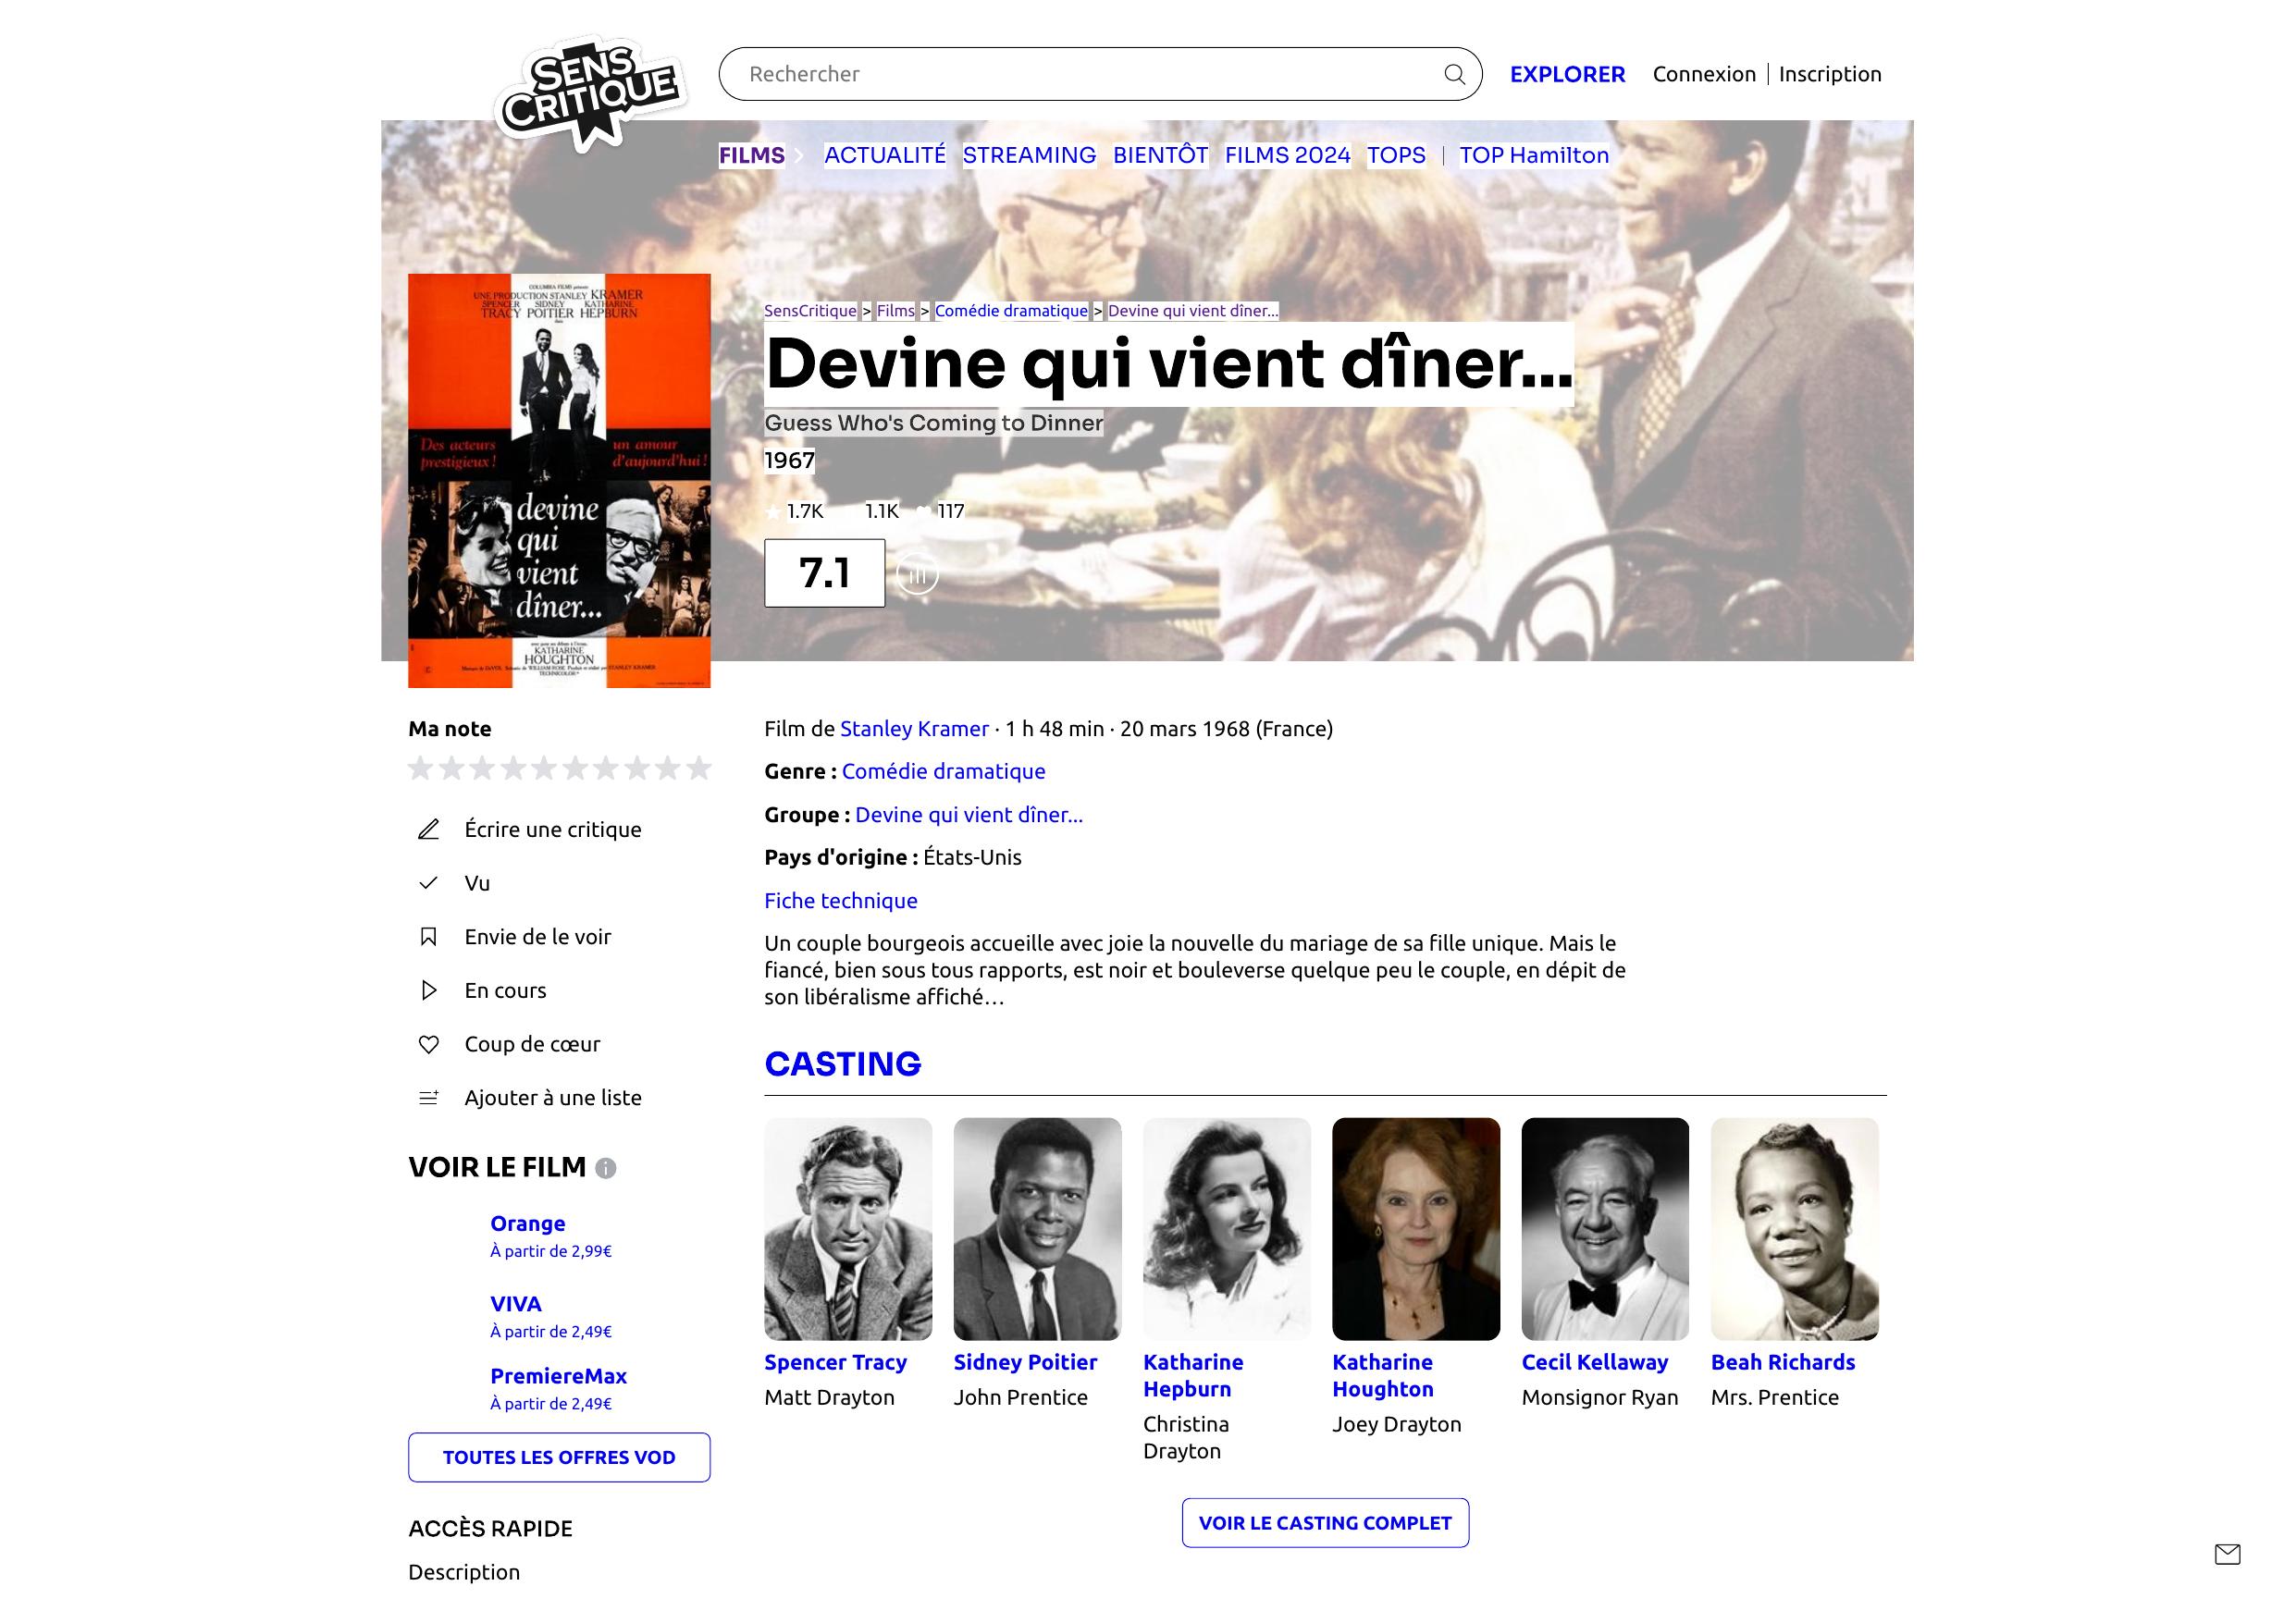 SENS
CRITIQUE
Rechercher
EXPLORER
Connexion
Inscription
FILMS
ACTUALITÉ
STREAMING
BIENTÔT
FILMS 2024
TOPS
TOP Hamilton
COLUMBIA FILMS présente
UNE PRODUCTION STANLEY KRAMER
SPENCER SIDNEY KATHARINE
TRACY POITIER HEPBURN
Des acteurs
prestigieux !
un amour
d'aujourd'hui !
devine
qui
vient
dîner...
KATHARINE
HOUGHTON
TECHNICOLOR
SensCritique > Films > Comédie dramatique > Devine qui vient dîner...
Devine qui vient dîner...
Guess Who's Coming to Dinner
1967
1.7K 1.1K 117
7.1
Ma note
Écrire une critique
Vu
Envie de le voir
En cours
Coup de cœur
Ajouter à une liste
VOIR LE FILM
Orange
À partir de 2,99€
VIVA
À partir de 2,49€
PremiereMax
À partir de 2,49€
TOUTES LES OFFRES VOD
ACCÈS RAPIDE
Description
Film de Stanley Kramer · 1 h 48 min · 20 mars 1968 (France)
Genre : Comédie dramatique
Groupe : Devine qui vient dîner...
Pays d'origine : États-Unis
Fiche technique
Un couple bourgeois accueille avec joie la nouvelle du mariage de sa fille unique. Mais le
fiancé, bien sous tous rapports, est noir et bouleverse quelque peu le couple, en dépit de
son libéralisme affiché…
CASTING
Spencer Tracy
Matt Drayton
Sidney Poitier
John Prentice
Katharine
Hepburn
Christina
Drayton
Katharine
Houghton
Joey Drayton
Cecil Kellaway
Monsignor Ryan
Beah Richards
Mrs. Prentice
VOIR LE CASTING COMPLET